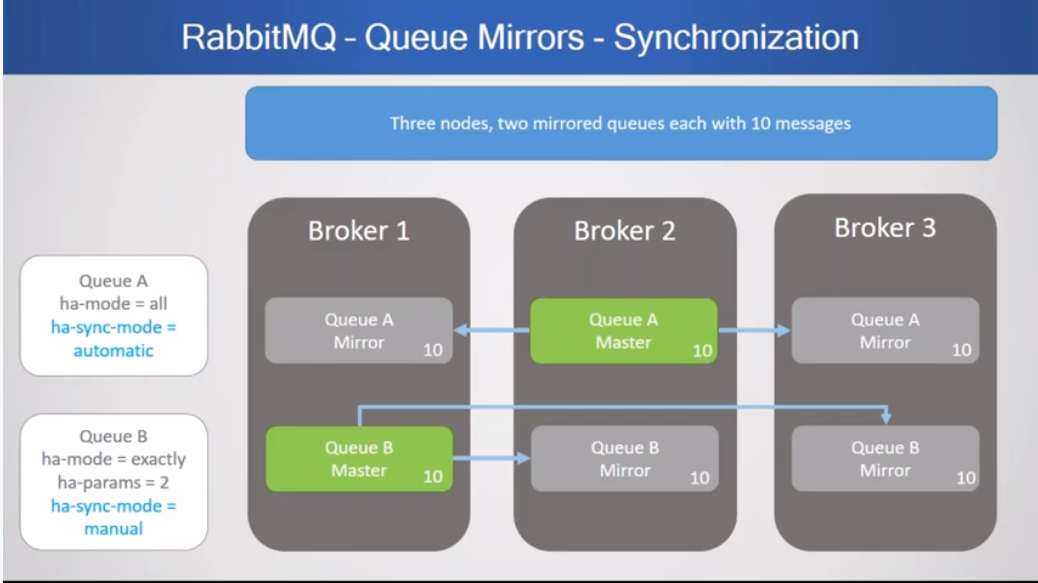 RabbitMQ – Queue Mirrors - Synchronization
Three nodes, two mirrored queues each with 10 messages
Broker 1
Broker 2
Broker 3
Queue A
ha-mode = all
ha-sync-mode =
automatic
Queue A
Mirror
10
Queue A
Master
10
Queue A
Mirror
10
Queue B
ha-mode = exactly
ha-params = 2
ha-sync-mode =
manual
Queue B
Master
10
Queue B
Mirror
10
Queue B
Mirror
10